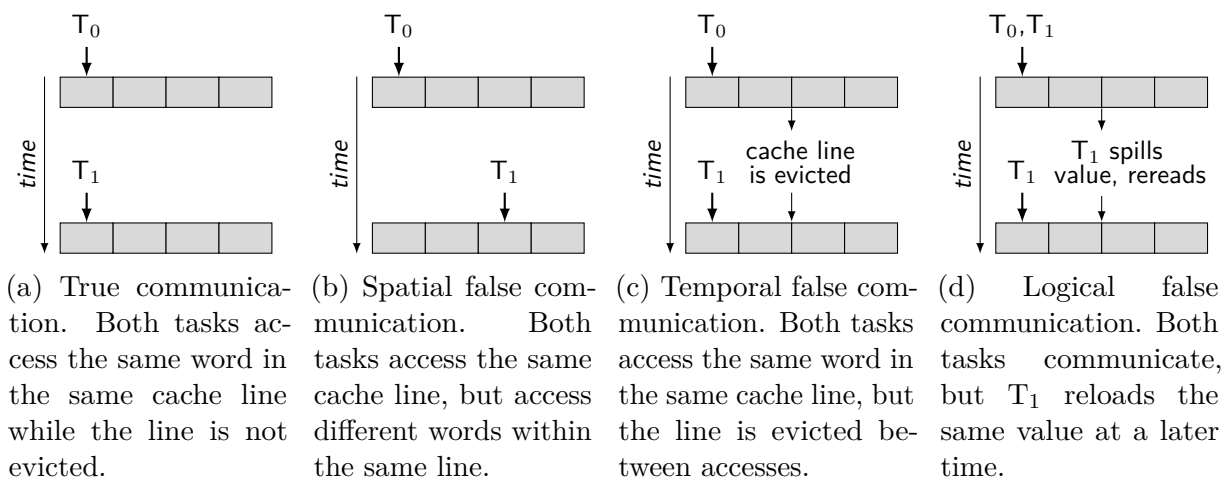 T0
T1
time
(a) True communica-
tion. Both tasks ac-
cess the same word in
the same cache line
while the line is not
evicted.
T0
T1
time
(b) Spatial false com-
munication. Both
tasks access the same
cache line, but access
different words within
the same line.
T0
cache line
is evicted
T1
time
(c) Temporal false com-
munication. Both tasks
access the same word in
the same cache line, but
the line is evicted be-
tween accesses.
T0,T1
T1 spills
value, rereads
T1
time
(d) Logical false
communication. Both
tasks communicate,
but T1 reloads the
same value at a later
time.